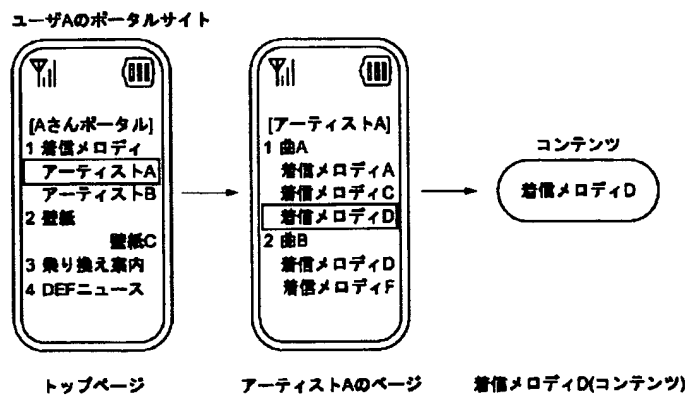 ユーザAのポータルサイト
[Aさんポータル]
1 着信メロディ
アーティストA
アーティストB
2 壁紙
壁紙C
3 乗り換え案内
4 DEFニュース
トップページ
[アーティストA]
1 曲A
着信メロディA
着信メロディC
着信メロディD
2 曲B
着信メロディD
着信メロディF
アーティストAのページ
コンテンツ
着信メロディD
着信メロディD(コンテンツ)